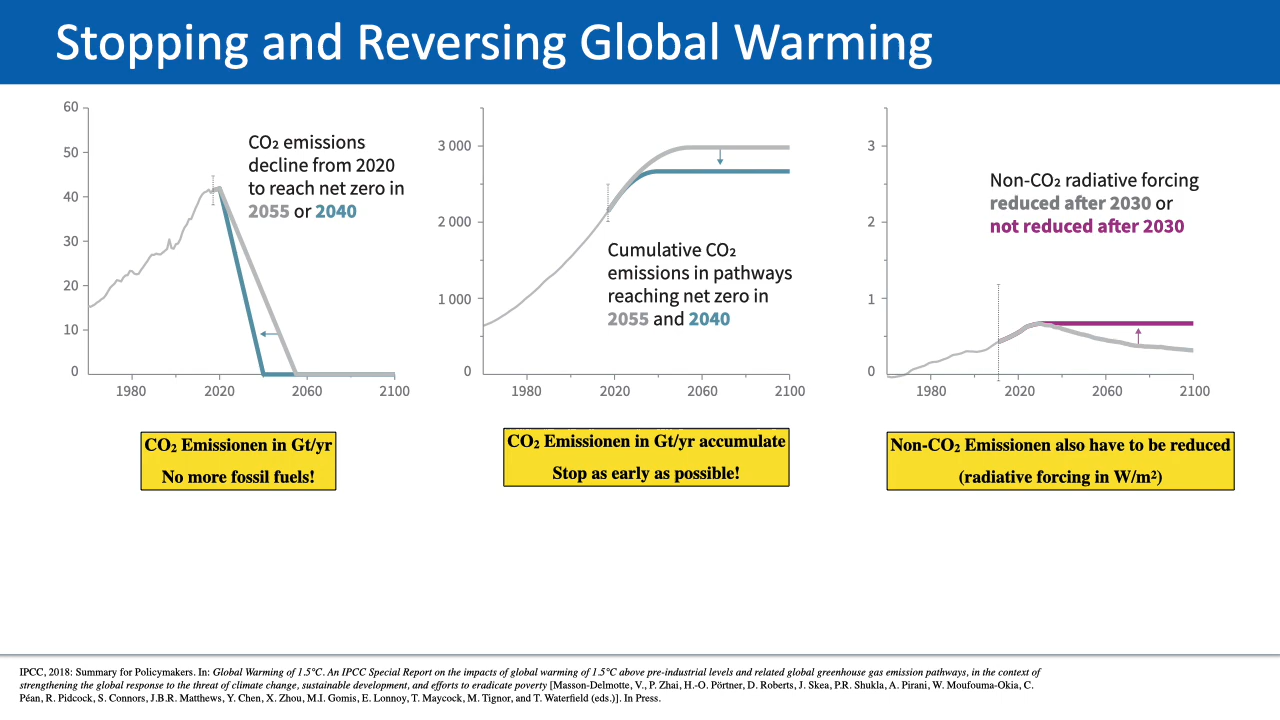 Stopping and Reversing Global Warming
60
50
40
30
20
10
0
1980 2020 2060 2100
CO₂ emissions
decline from 2020
to reach net zero in
2055 or 2040
3 000
2 000
1 000
0
1980 2020 2060 2100
Cumulative CO₂
emissions in pathways
reaching net zero in
2055 and 2040
3
2
1
0
1980 2020 2060 2100
Non-CO₂ radiative forcing
reduced after 2030 or
not reduced after 2030
CO₂ Emissionen in Gt/yr
No more fossil fuels!
CO₂ Emissionen in Gt/yr accumulate
Stop as early as possible!
Non-CO₂ Emissionen also have to be reduced
(radiative forcing in W/m²)
IPCC, 2018: Summary for Policymakers. In: Global Warming of 1.5°C. An IPCC Special Report on the impacts of global warming of 1.5°C above pre-industrial levels and related global greenhouse gas emission pathways, in the context of
strengthening the global response to the threat of climate change, sustainable development, and efforts to eradicate poverty [Masson-Delmotte, V., P. Zhai, H.-O. Pörtner, D. Roberts, J. Skea, P.R. Shukla, A. Pirani, W. Moufouma-Okia, C.
Péan, R. Pidcock, S. Connors, J.B.R. Matthews, Y. Chen, X. Zhou, M.I. Gomis, E. Lonnoy, T. Maycock, M. Tignor, and T. Waterfield (eds.)]. In Press.